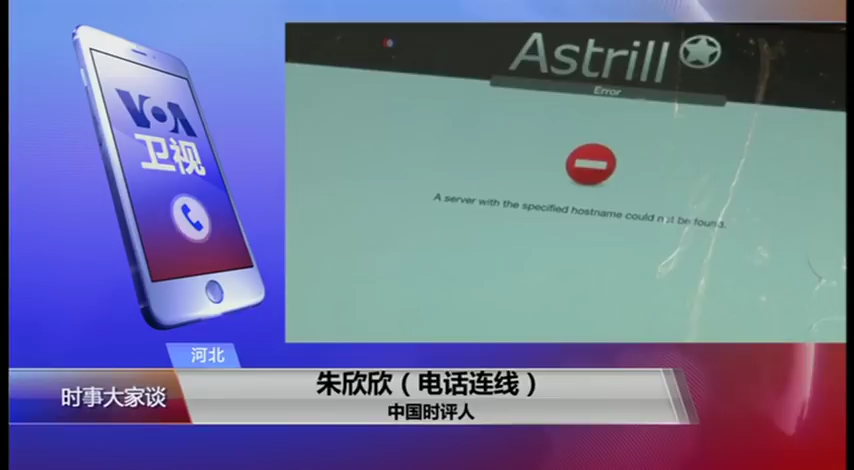 VOA
卫视
Astrill
Error
A server with the specified hostname could not be found.
河北
时事大家谈
朱欣欣（电话连线）
中国时评人